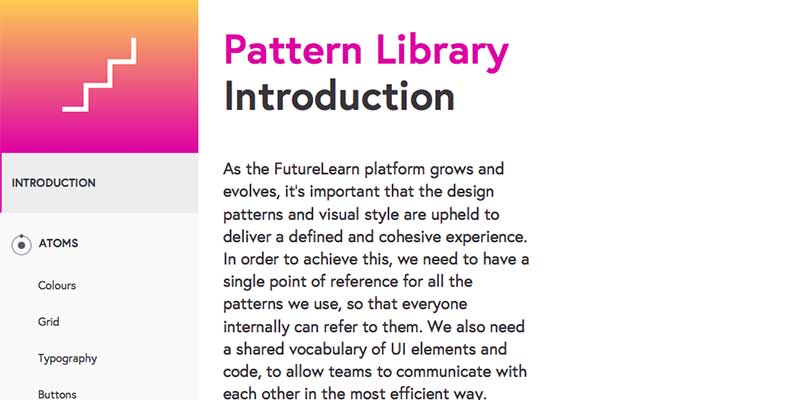 Pattern Library
Introduction
INTRODUCTION
ATOMS
Colours
Grid
Typography
Buttons
As the FutureLearn platform grows and
evolves, it's important that the design
patterns and visual style are upheld to
deliver a defined and cohesive experience.
In order to achieve this, we need to have a
single point of reference for all the
patterns we use, so that everyone
internally can refer to them. We also need
a shared vocabulary of UI elements and
code, to allow teams to communicate with
each other in the most efficient way.